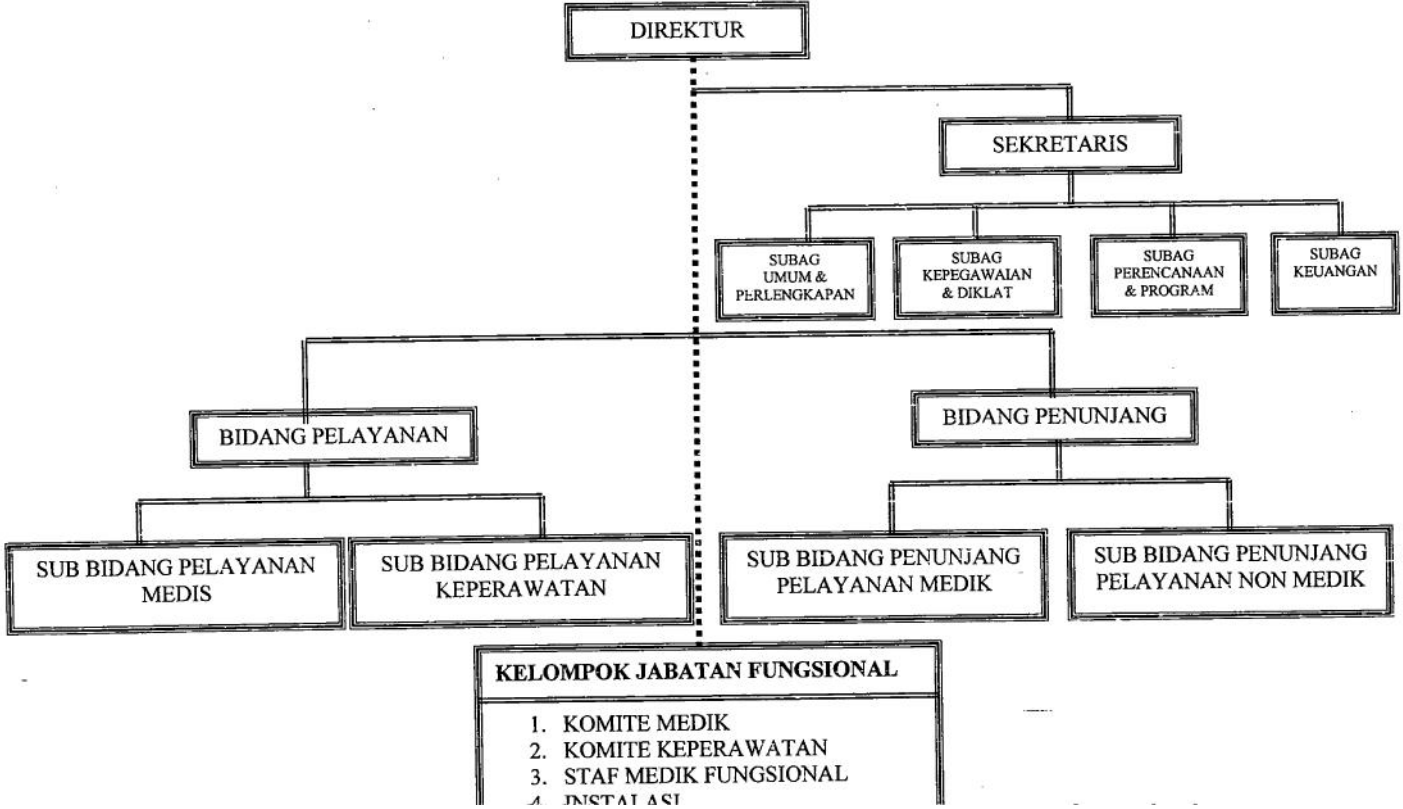 DIREKTUR
SEKRETARIS
SUBAG
UMUM &
PERLENGKAPAN
SUBAG
KEPEGAWAIAN
& DIKLAT
SUBAG
PERENCANAAN
& PROGRAM
SUBAG
KEUANGAN
BIDANG PELAYANAN
BIDANG PENUNJANG
SUB BIDANG PELAYANAN
MEDIS
SUB BIDANG PELAYANAN
KEPERAWATAN
SUB BIDANG PENUNJANG
PELAYANAN MEDIK
SUB BIDANG PENUNJANG
PELAYANAN NON MEDIK
KELOMPOK JABATAN FUNGSIONAL
1. KOMITE MEDIK
2. KOMITE KEPERAWATAN
3. STAF MEDIK FUNGSIONAL
4. INSTALASI